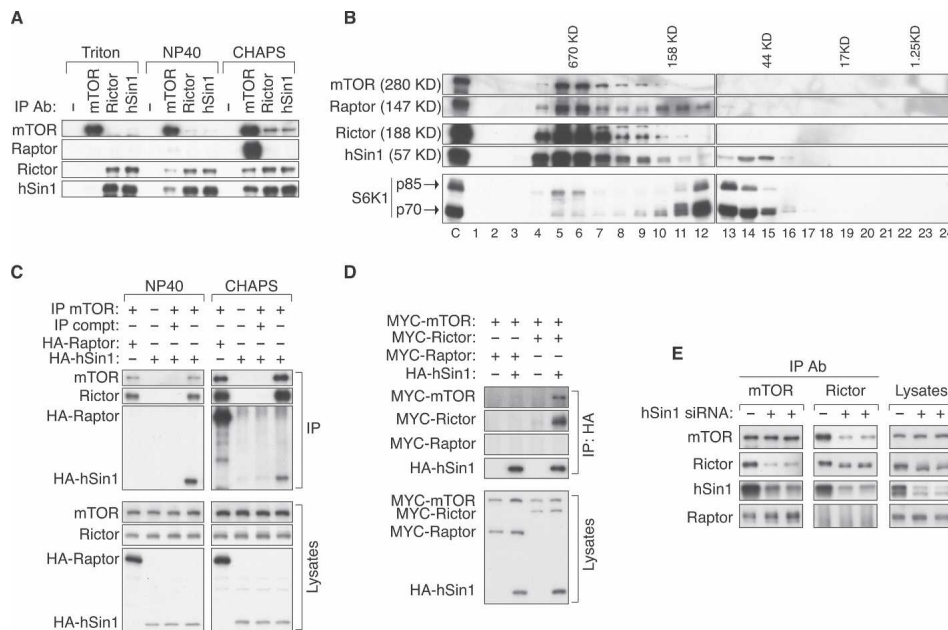 A
Triton NP40 CHAPS
IP Ab: – mTOR Rictor hSin1 – mTOR Rictor hSin1 – mTOR Rictor hSin1
mTOR
Raptor
Rictor
hSin1
B
670 KD 158 KD 44 KD 17KD 1.25KD
mTOR (280 KD)
Raptor (147 KD)
Rictor (188 KD)
hSin1 (57 KD)
S6K1 p85
p70
C 1 2 3 4 5 6 7 8 9 10 11 12 13 14 15 16 17 18 19 20 21 22 23 24
C
NP40 CHAPS
IP mTOR: + – + + + – + +
IP compt: – – + – – – + –
HA-Raptor: + – – – + – – –
HA-hSin1: – + + + – + + +
mTOR
Rictor
HA-Raptor
HA-hSin1
IP
mTOR
Rictor
HA-Raptor
HA-hSin1
Lysates
D
MYC-mTOR: + + + +
MYC-Rictor: – – + +
MYC-Raptor: + + – –
HA-hSin1: – + – +
MYC-mTOR
MYC-Rictor
MYC-Raptor
HA-hSin1
IP: HA
MYC-mTOR
MYC-Rictor
MYC-Raptor
HA-hSin1
Lysates
E
IP Ab
mTOR Rictor Lysates
hSin1 siRNA: – + + – + + – + +
mTOR
Rictor
hSin1
Raptor